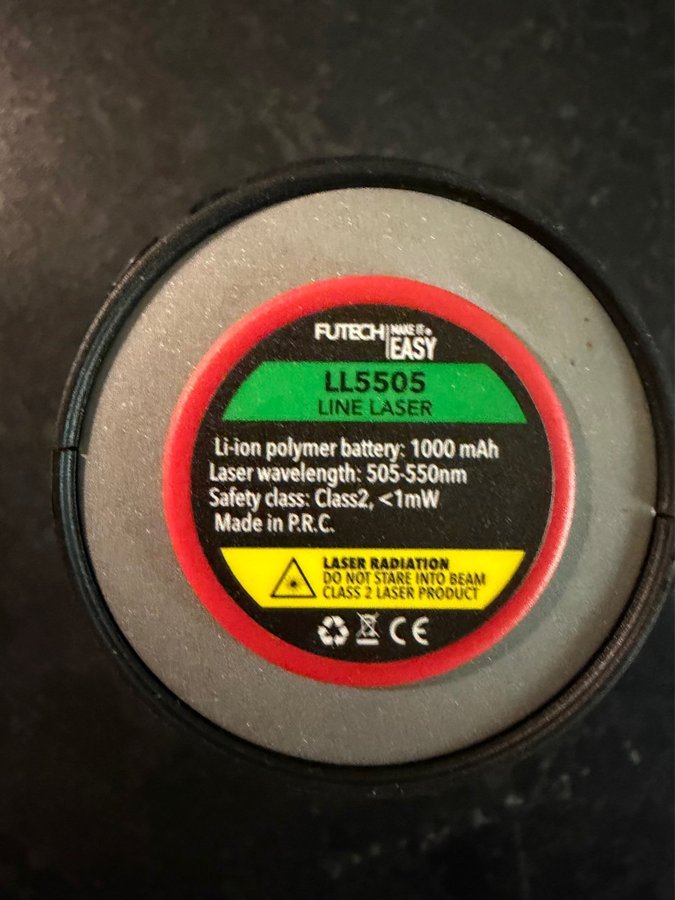 FUTECH MAKE IT EASY
LL5505
LINE LASER
Li-ion polymer battery: 1000 mAh
Laser wavelength: 505-550nm
Safety class: Class2, <1mW
Made in P.R.C.
LASER RADIATION
DO NOT STARE INTO BEAM
CLASS 2 LASER PRODUCT
CE